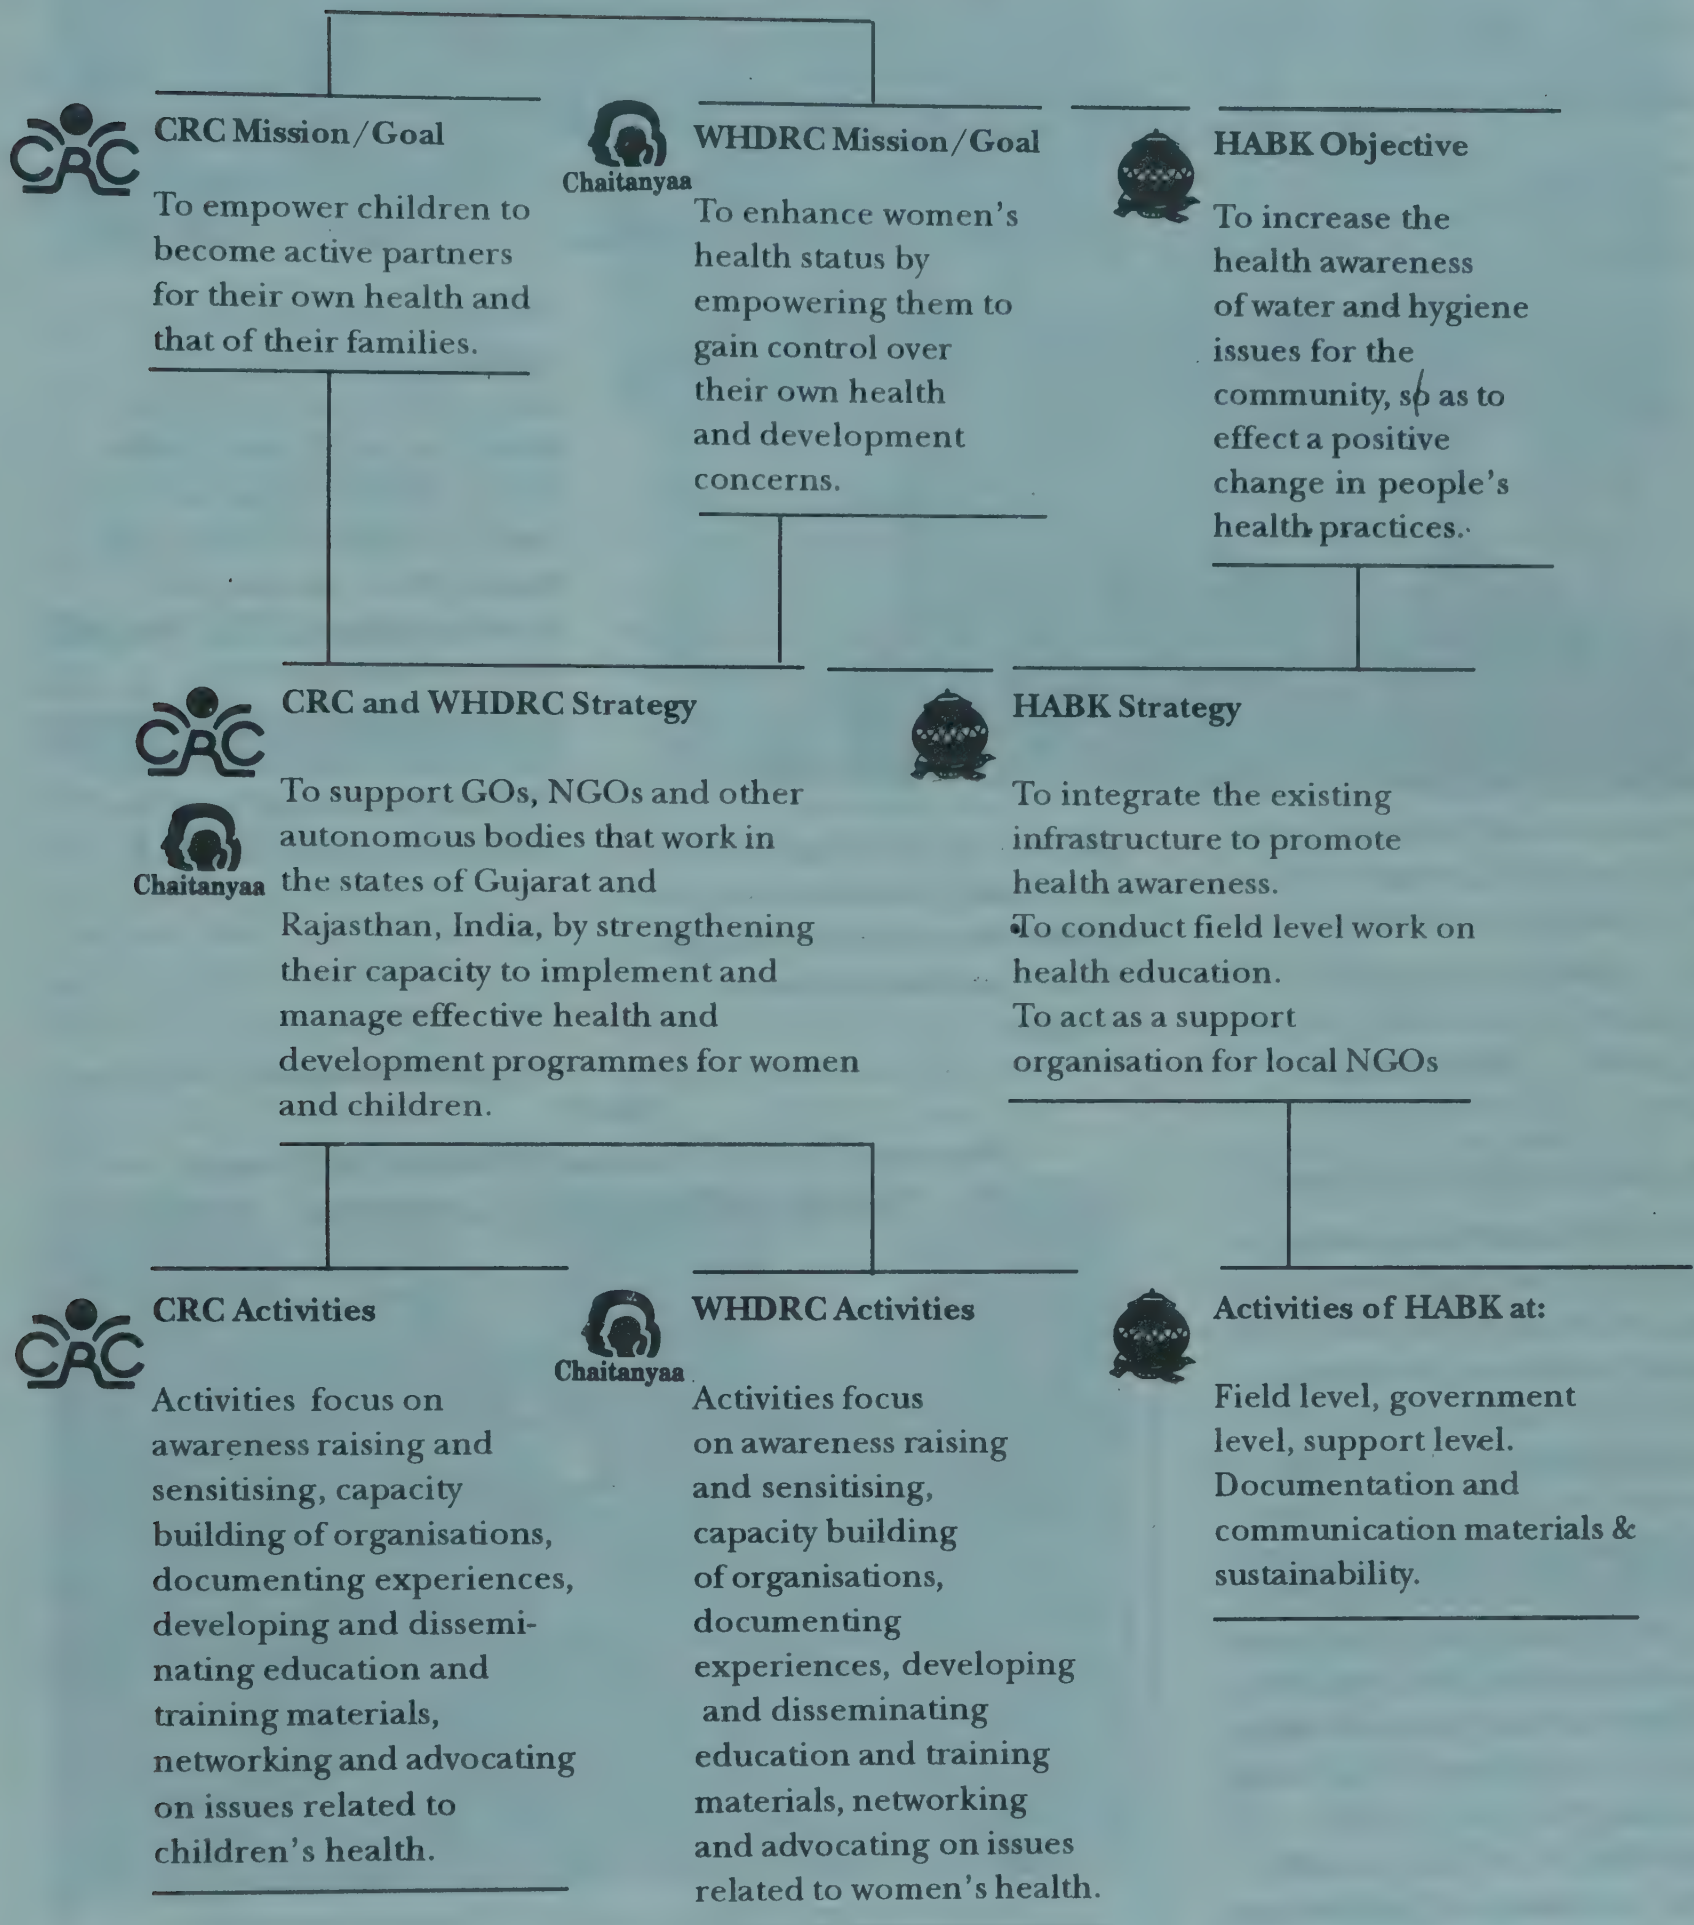 CRC
CRC Mission/Goal
To empower children to
become active partners
for their own health and
that of their families.
Chaitanyaa
WHDRC Mission/Goal
To enhance women's
health status by
empowering them to
gain control over
their own health
and development
concerns.
HABK Objective
To increase the
health awareness
of water and hygiene
issues for the
community, so as to
effect a positive
change in people's
health practices.
CRC
Chaitanyaa
CRC and WHDRC Strategy
To support GOs, NGOs and other
autonomous bodies that work in
the states of Gujarat and
Rajasthan, India, by strengthening
their capacity to implement and
manage effective health and
development programmes for women
and children.
HABK Strategy
To integrate the existing
infrastructure to promote
health awareness.
To conduct field level work on
health education.
To act as a support
organisation for local NGOs
CRC
CRC Activities
Activities focus on
awareness raising and
sensitising, capacity
building of organisations,
documenting experiences,
developing and dissemi-
nating education and
training materials,
networking and advocating
on issues related to
children's health.
Chaitanyaa
WHDRC Activities
Activities focus
on awareness raising
and sensitising,
capacity building
of organisations,
documenting
experiences, developing
and disseminating
education and training
materials, networking
and advocating on issues
related to women's health.
Activities of HABK at:
Field level, government
level, support level.
Documentation and
communication materials &
sustainability.